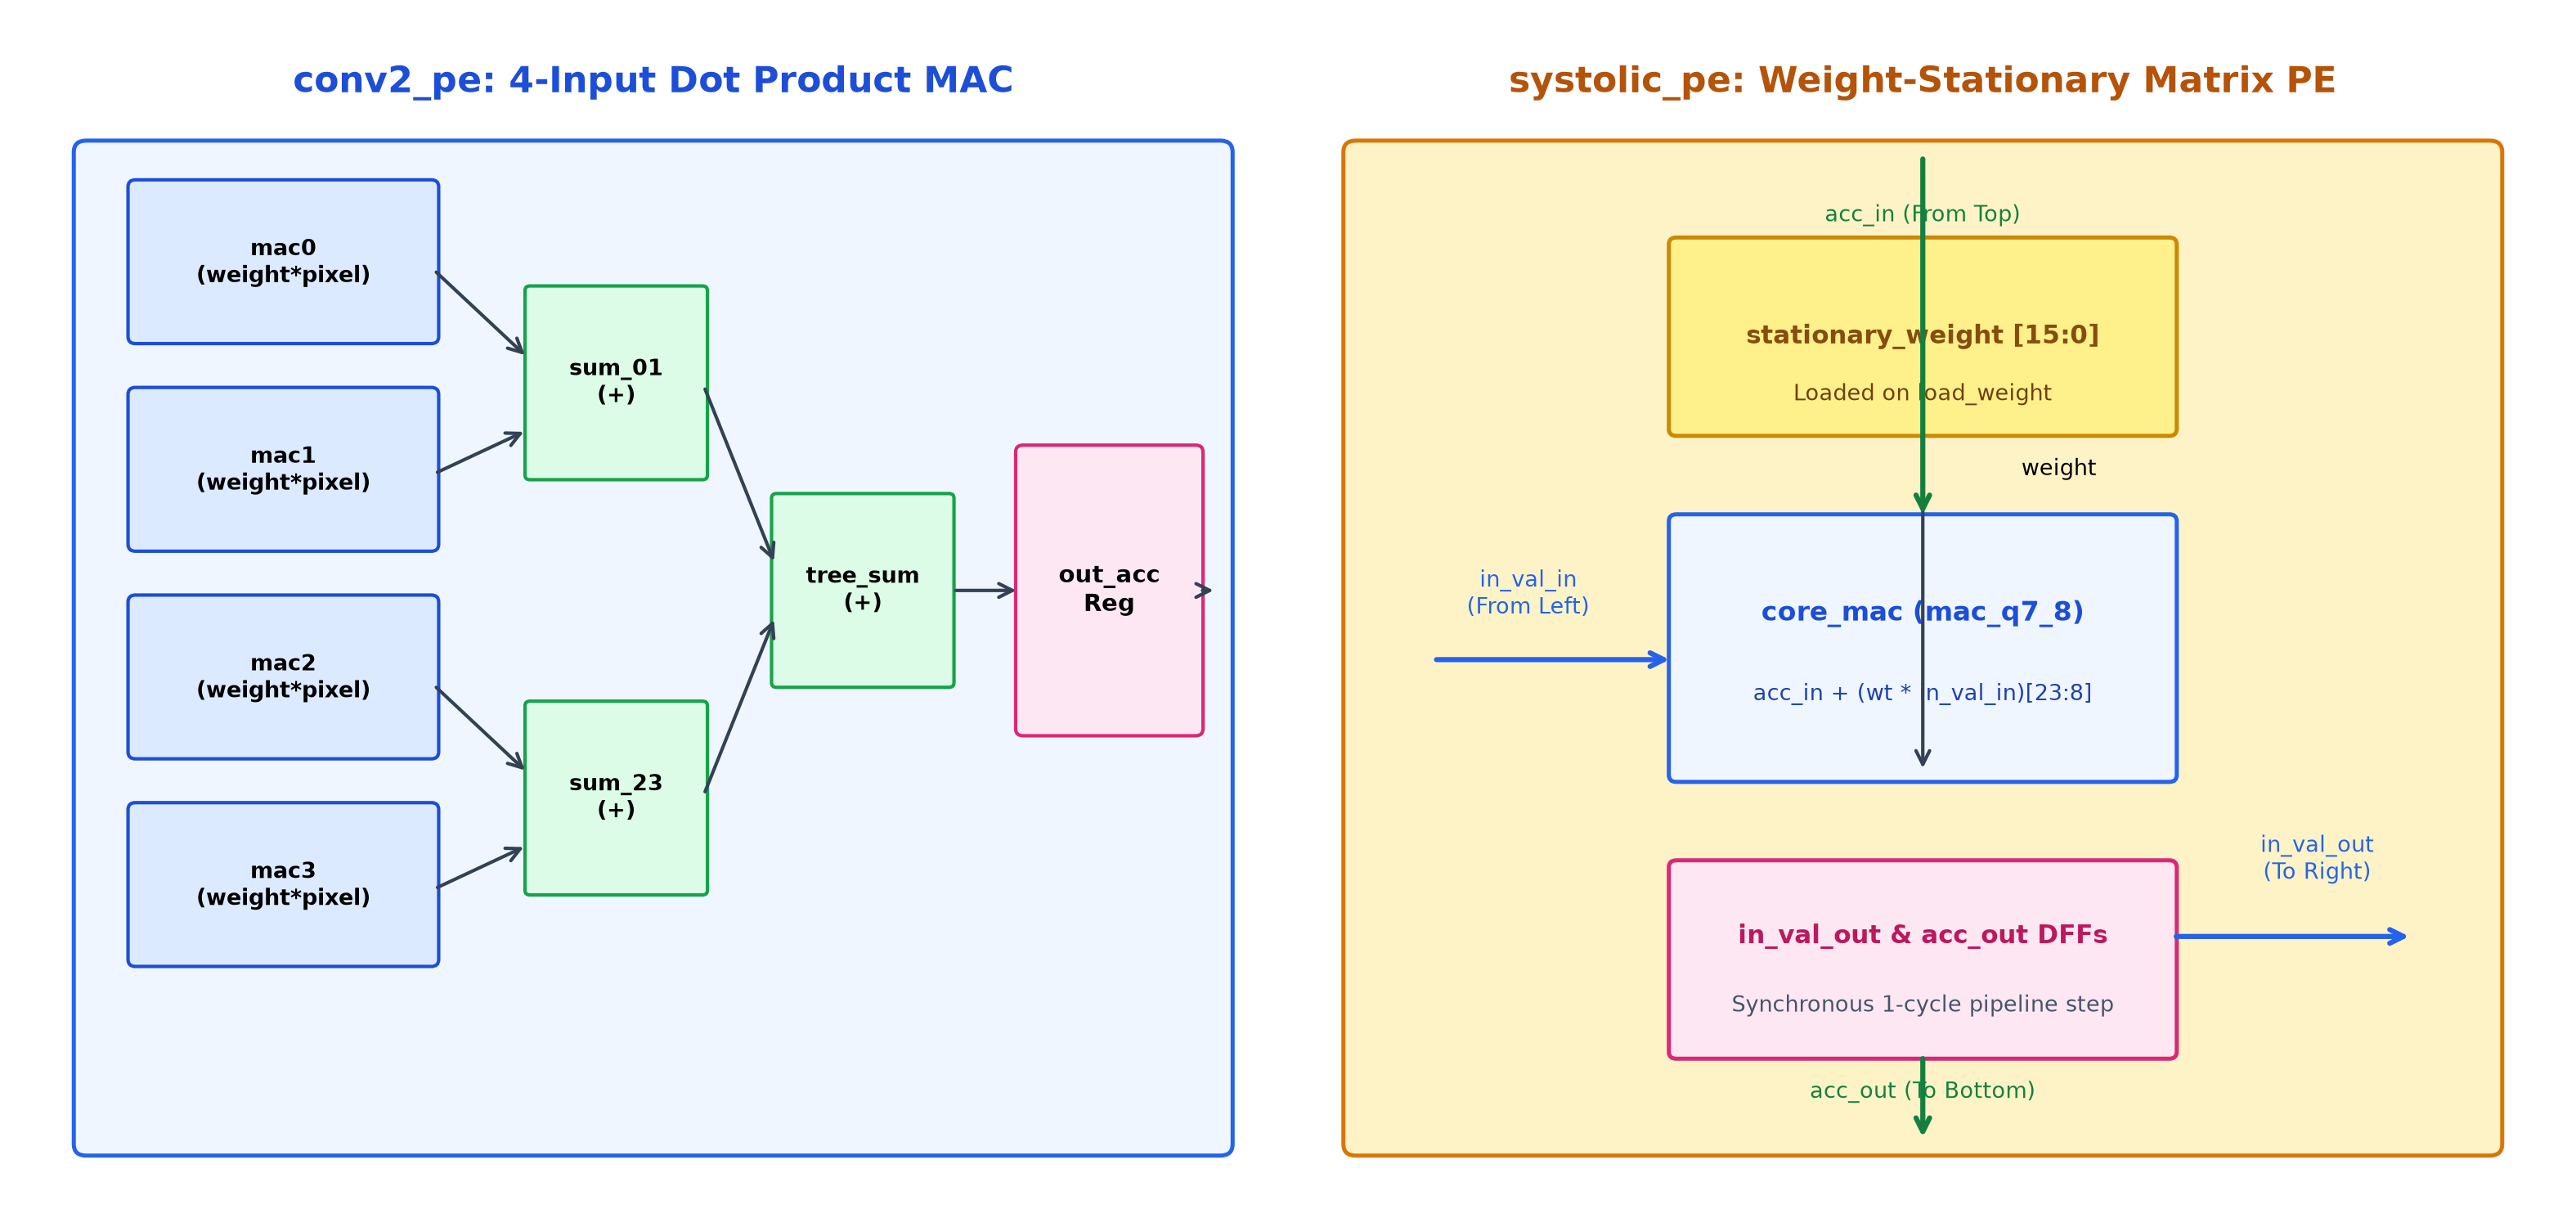 conv2_pe: 4-Input Dot Product MAC
mac0
(weight*pixel)
mac1
(weight*pixel)
mac2
(weight*pixel)
mac3
(weight*pixel)
sum_01
(+)
sum_23
(+)
tree_sum
(+)
out_acc
Reg
systolic_pe: Weight-Stationary Matrix PE
acc_in (From Top)
stationary_weight [15:0]
Loaded on load_weight
weight
in_val_in
(From Left)
core_mac (mac_q7_8)
acc_in + (wt * in_val_in)[23:8]
in_val_out
(To Right)
in_val_out & acc_out DFFs
Synchronous 1-cycle pipeline step
acc_out (To Bottom)